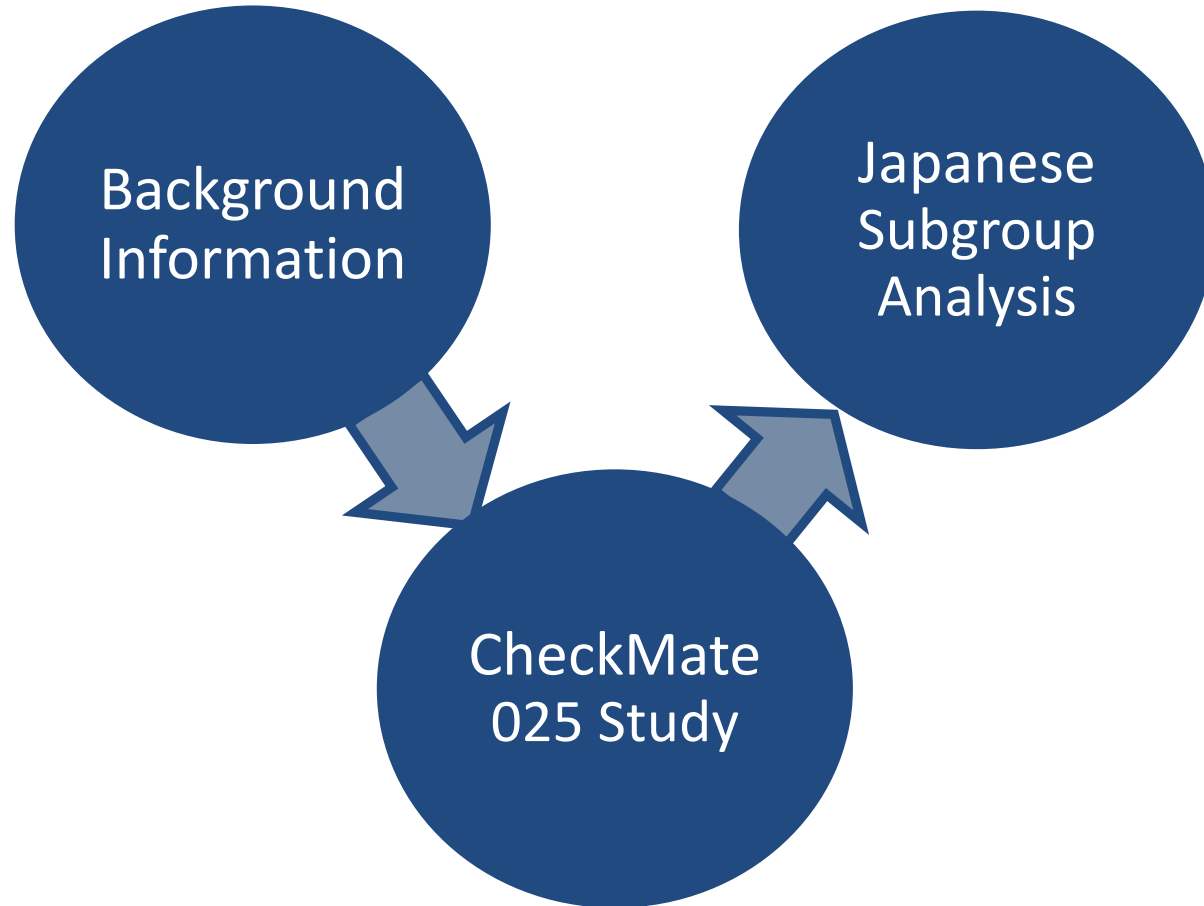 Background
Information
CheckMate
025 Study
Japanese
Subgroup
Analysis